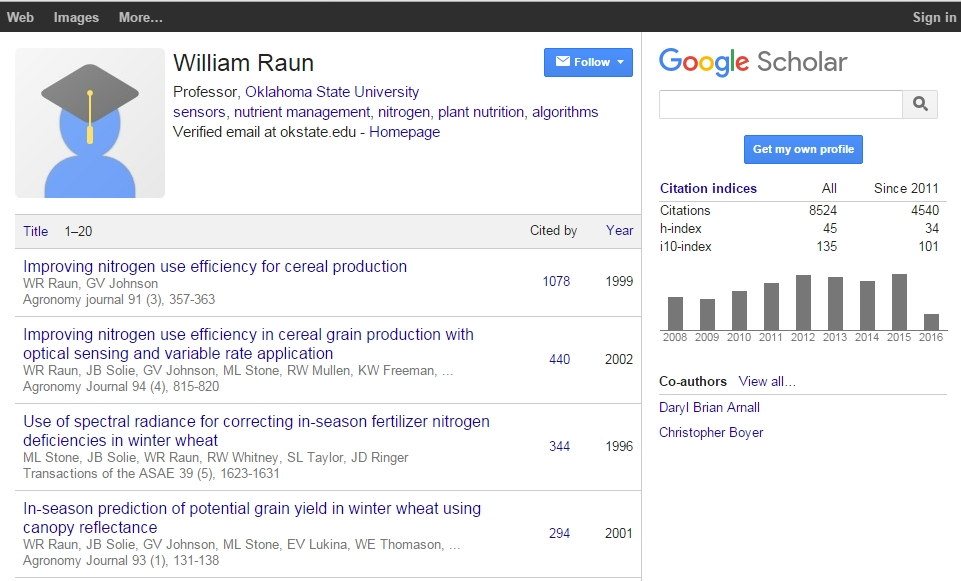 Web Images More... Sign in
William Raun
Follow
Professor, Oklahoma State University
sensors, nutrient management, nitrogen, plant nutrition, algorithms
Verified email at okstate.edu - Homepage
Title 1–20 Cited by Year
Improving nitrogen use efficiency for cereal production
WR Raun, GV Johnson
Agronomy journal 91 (3), 357-363
1078 1999
Improving nitrogen use efficiency in cereal grain production with
optical sensing and variable rate application
WR Raun, JB Solie, GV Johnson, ML Stone, RW Mullen, KW Freeman, ...
Agronomy Journal 94 (4), 815-820
440 2002
Use of spectral radiance for correcting in-season fertilizer nitrogen
deficiencies in winter wheat
ML Stone, JB Solie, WR Raun, RW Whitney, SL Taylor, JD Ringer
Transactions of the ASAE 39 (5), 1623-1631
344 1996
In-season prediction of potential grain yield in winter wheat using
canopy reflectance
WR Raun, JB Solie, GV Johnson, ML Stone, EV Lukina, WE Thomason, ...
Agronomy Journal 93 (1), 131-138
294 2001
Google Scholar
Get my own profile
Citation indices All Since 2011
Citations 8524 4540
h-index 45 34
i10-index 135 101
2008 2009 2010 2011 2012 2013 2014 2015 2016
Co-authors View all...
Daryl Brian Arnall
Christopher Boyer